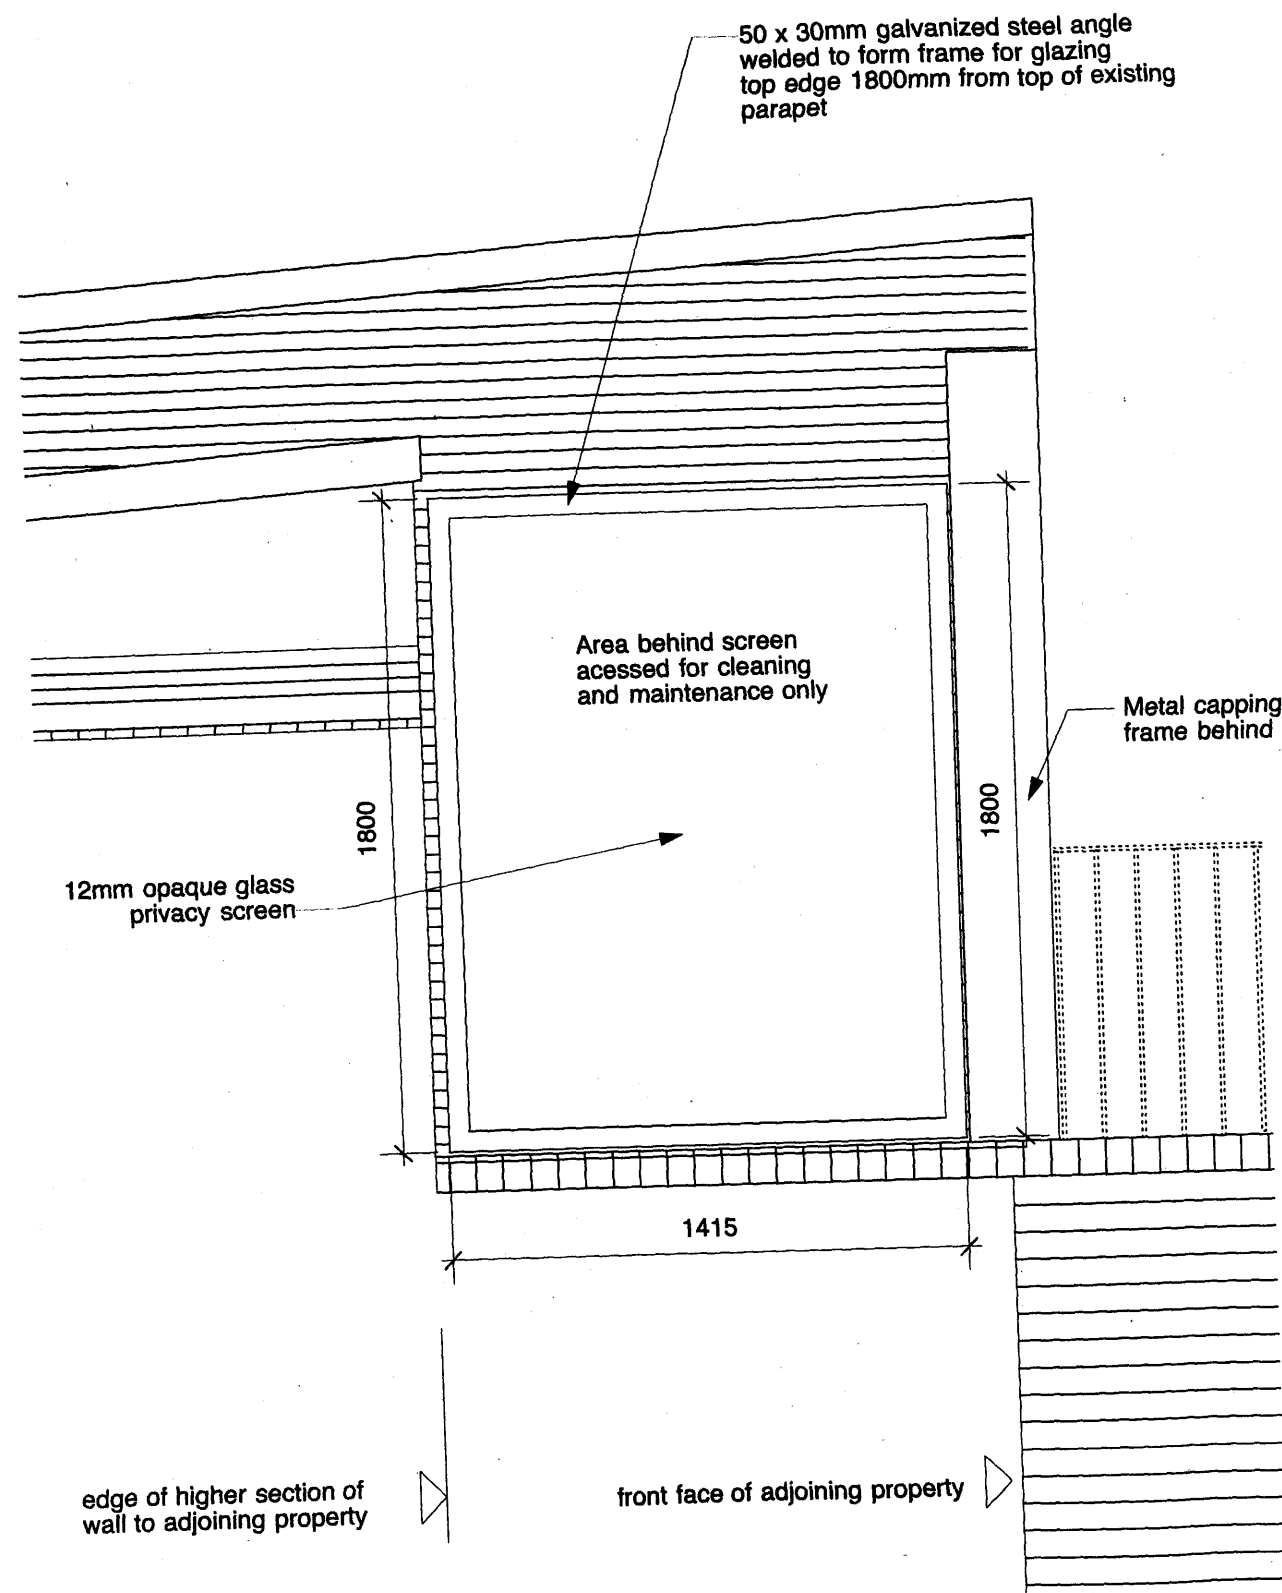 50 x 30mm galvanized steel angle
welded to form frame for glazing
top edge 1800mm from top of existing
parapet
Area behind screen
acessed for cleaning
and maintenance only
Metal capping
frame behind
1800
1800
12mm opaque glass
privacy screen
1415
edge of higher section of
wall to adjoining property
front face of adjoining property